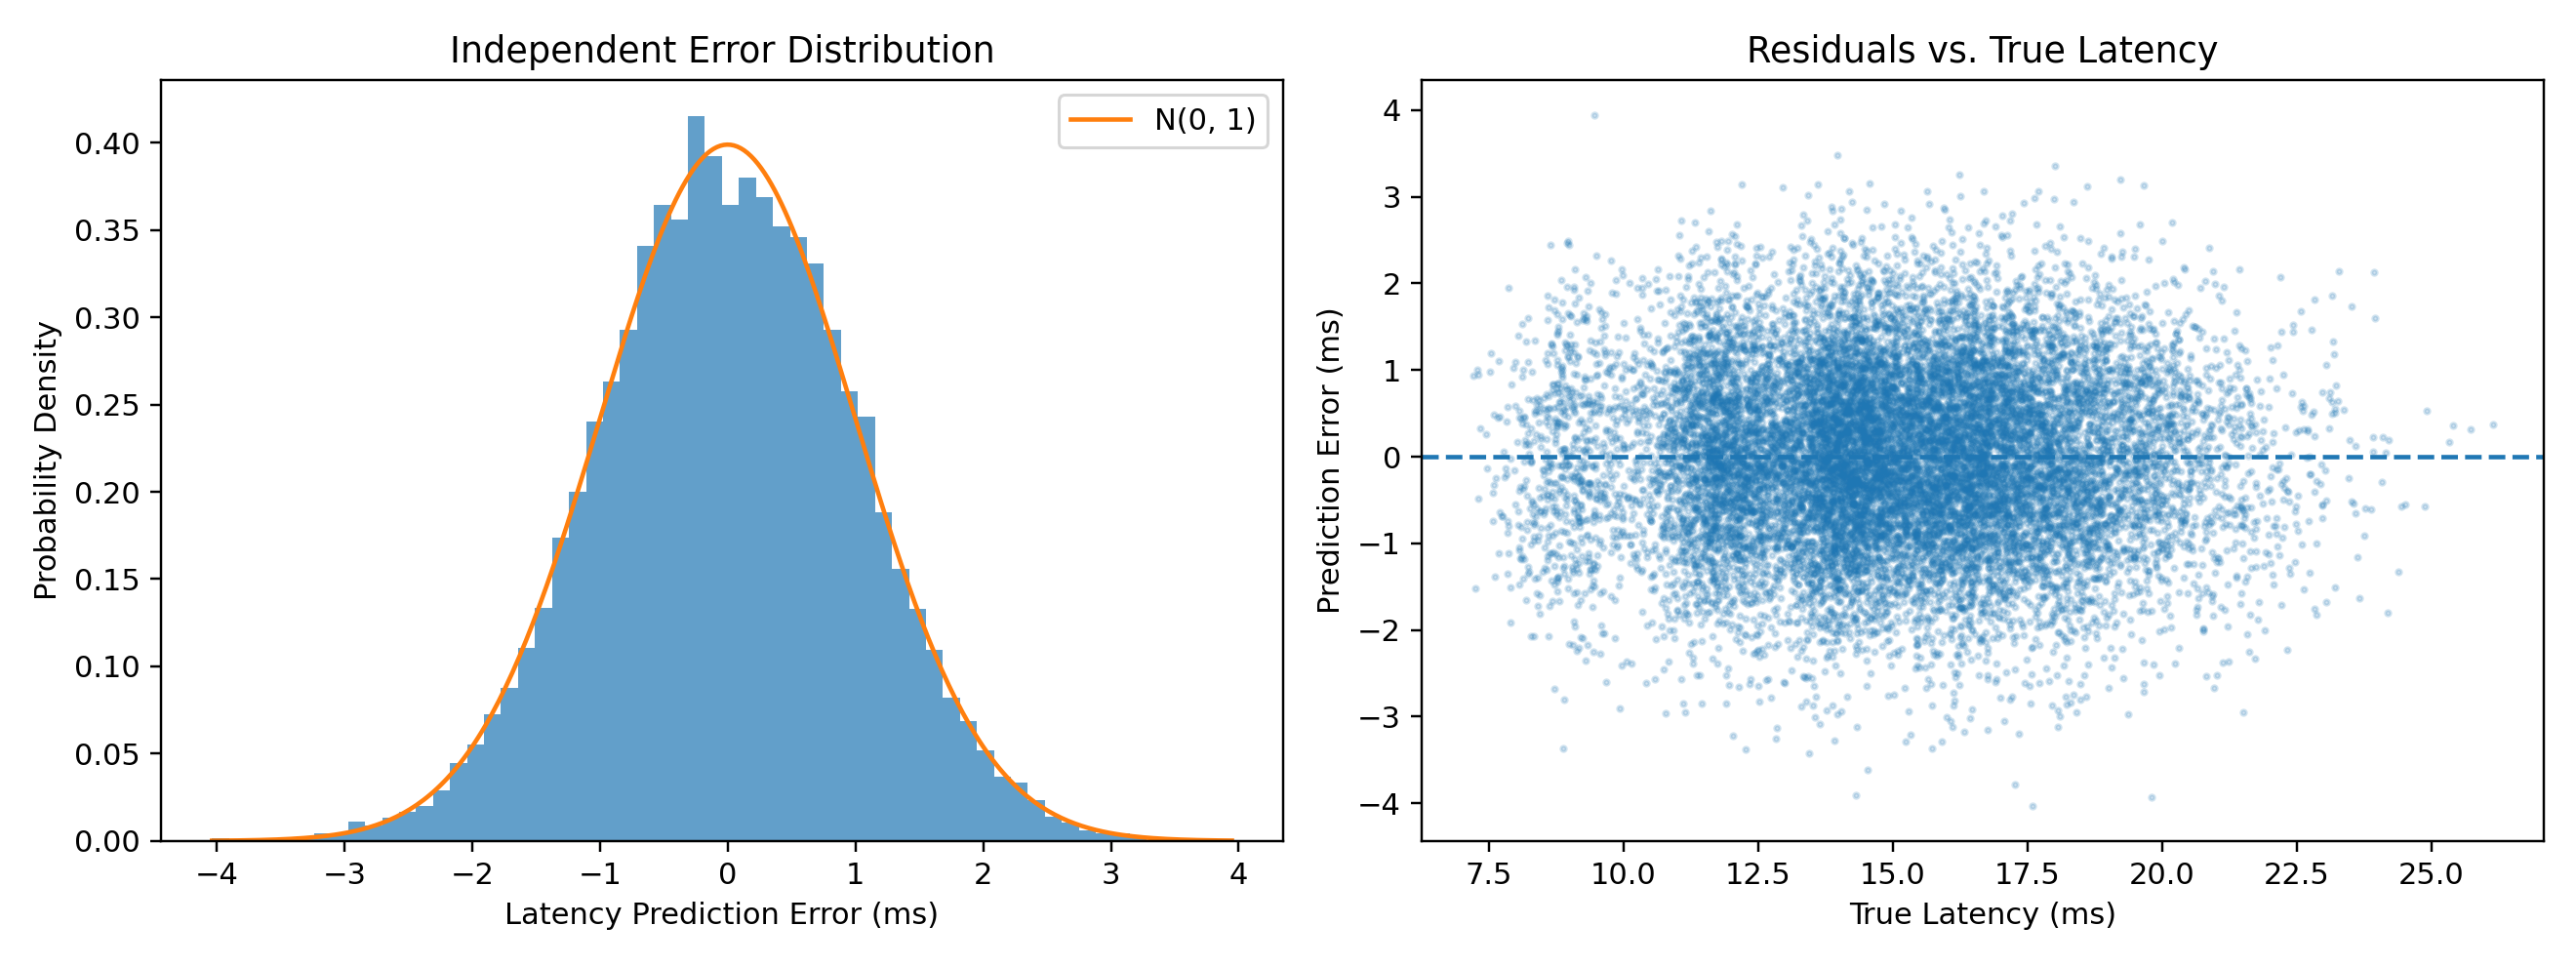 Independent Error Distribution
N(0, 1)
0.40
0.35
0.30
0.25
0.20
0.15
0.10
0.05
0.00
Probability Density
−4 −3 −2 −1 0 1 2 3 4
Latency Prediction Error (ms)
Residuals vs. True Latency
4
3
2
1
0
−1
−2
−3
−4
Prediction Error (ms)
7.5 10.0 12.5 15.0 17.5 20.0 22.5 25.0
True Latency (ms)